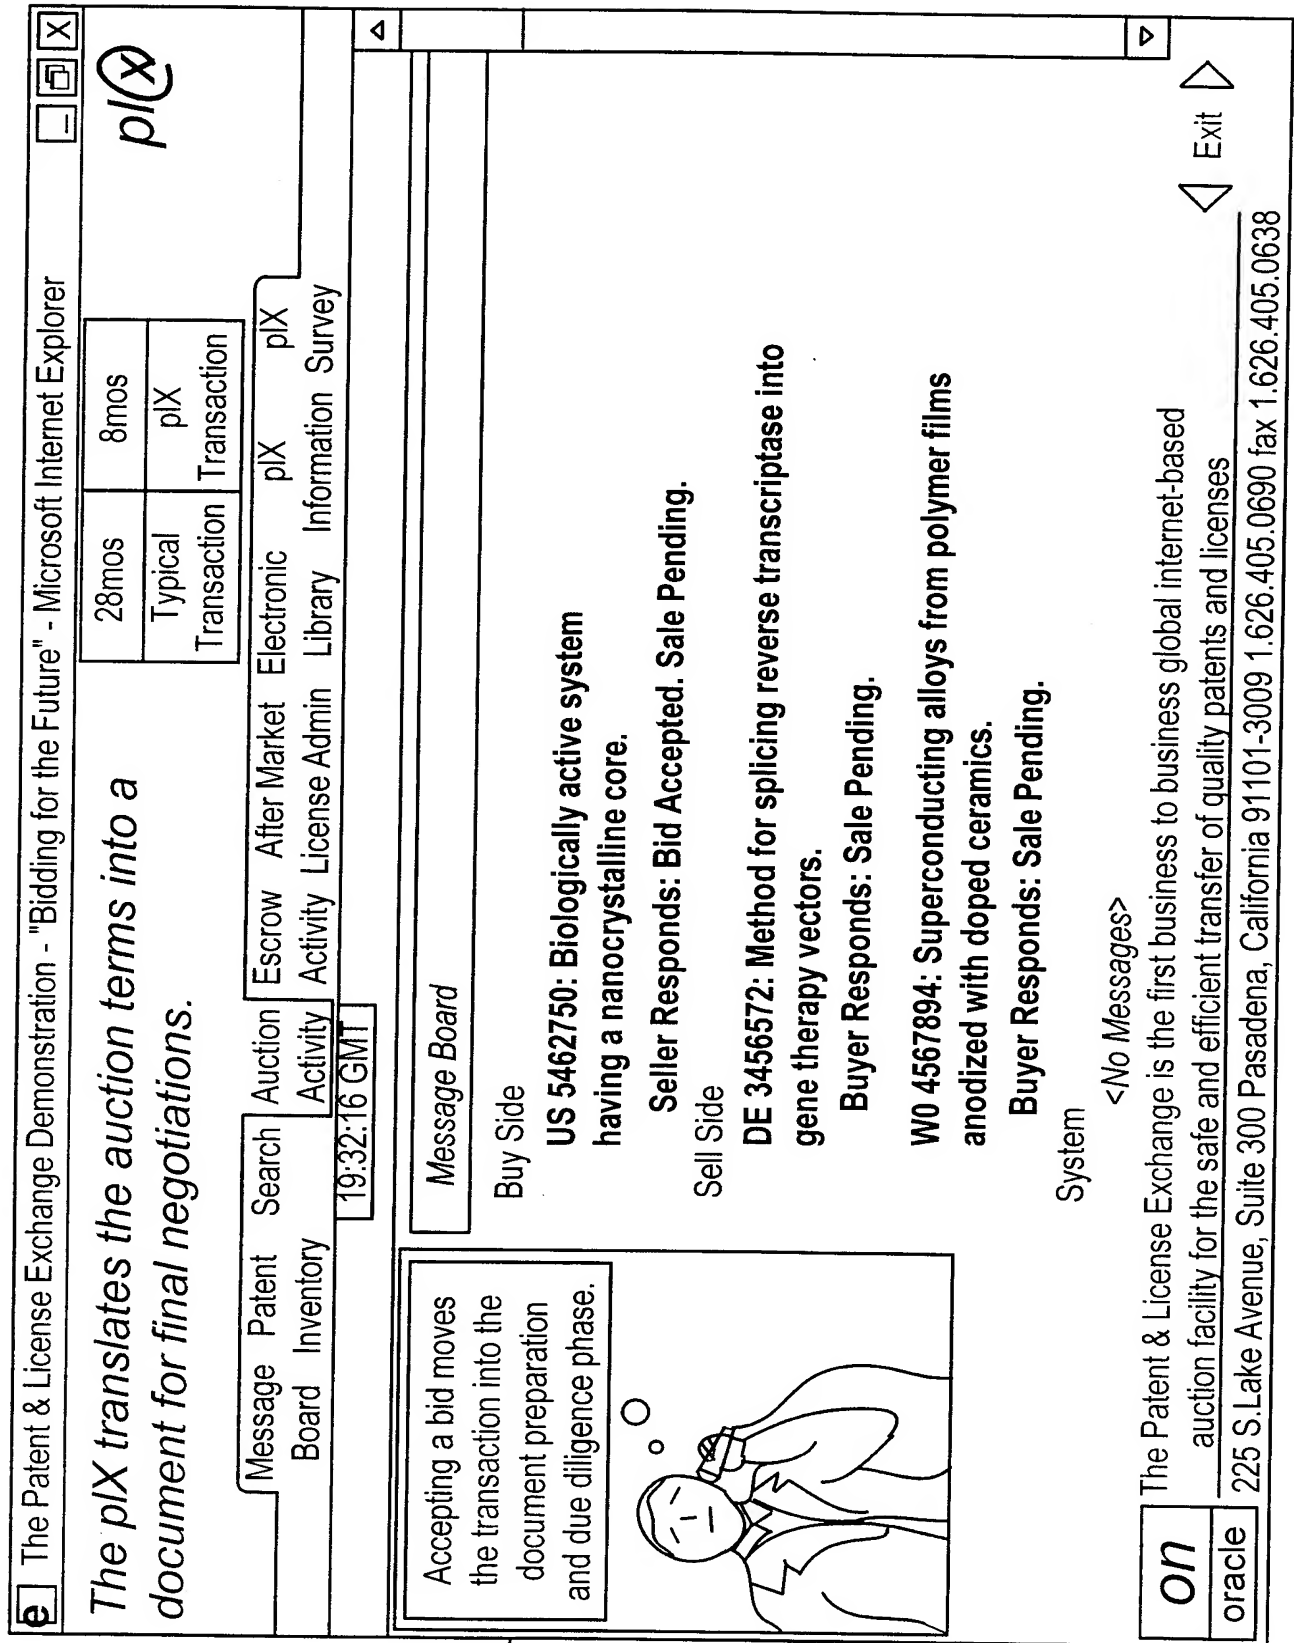 e The Patent & License Exchange Demonstration - "Bidding for the Future" - Microsoft Internet Explorer _ X
The pIX translates the auction terms into a
document for final negotiations.
28mos 8mos
Typical pIX
Transaction Transaction
pl(x)
Message Patent Search Auction Escrow After Market Electronic pIX pIX
Board Inventory Activity Activity License Admin Library Information Survey
19:32:16 GMT
Accepting a bid moves
the transaction into the
document preparation
and due diligence phase.
Message Board
Buy Side
US 5462750: Biologically active system
having a nanocrystalline core.
Seller Responds: Bid Accepted. Sale Pending.
Sell Side
DE 3456572: Method for splicing reverse transcriptase into
gene therapy vectors.
Buyer Responds: Sale Pending.
W0 4567894: Superconducting alloys from polymer films
anodized with doped ceramics.
Buyer Responds: Sale Pending.
System
<No Messages>
on
oracle
The Patent & License Exchange is the first business to business global internet-based
auction facility for the safe and efficient transfer of quality patents and licenses
225 S.Lake Avenue, Suite 300 Pasadena, California 91101-3009 1.626.405.0690 fax 1.626.405.0638
Exit